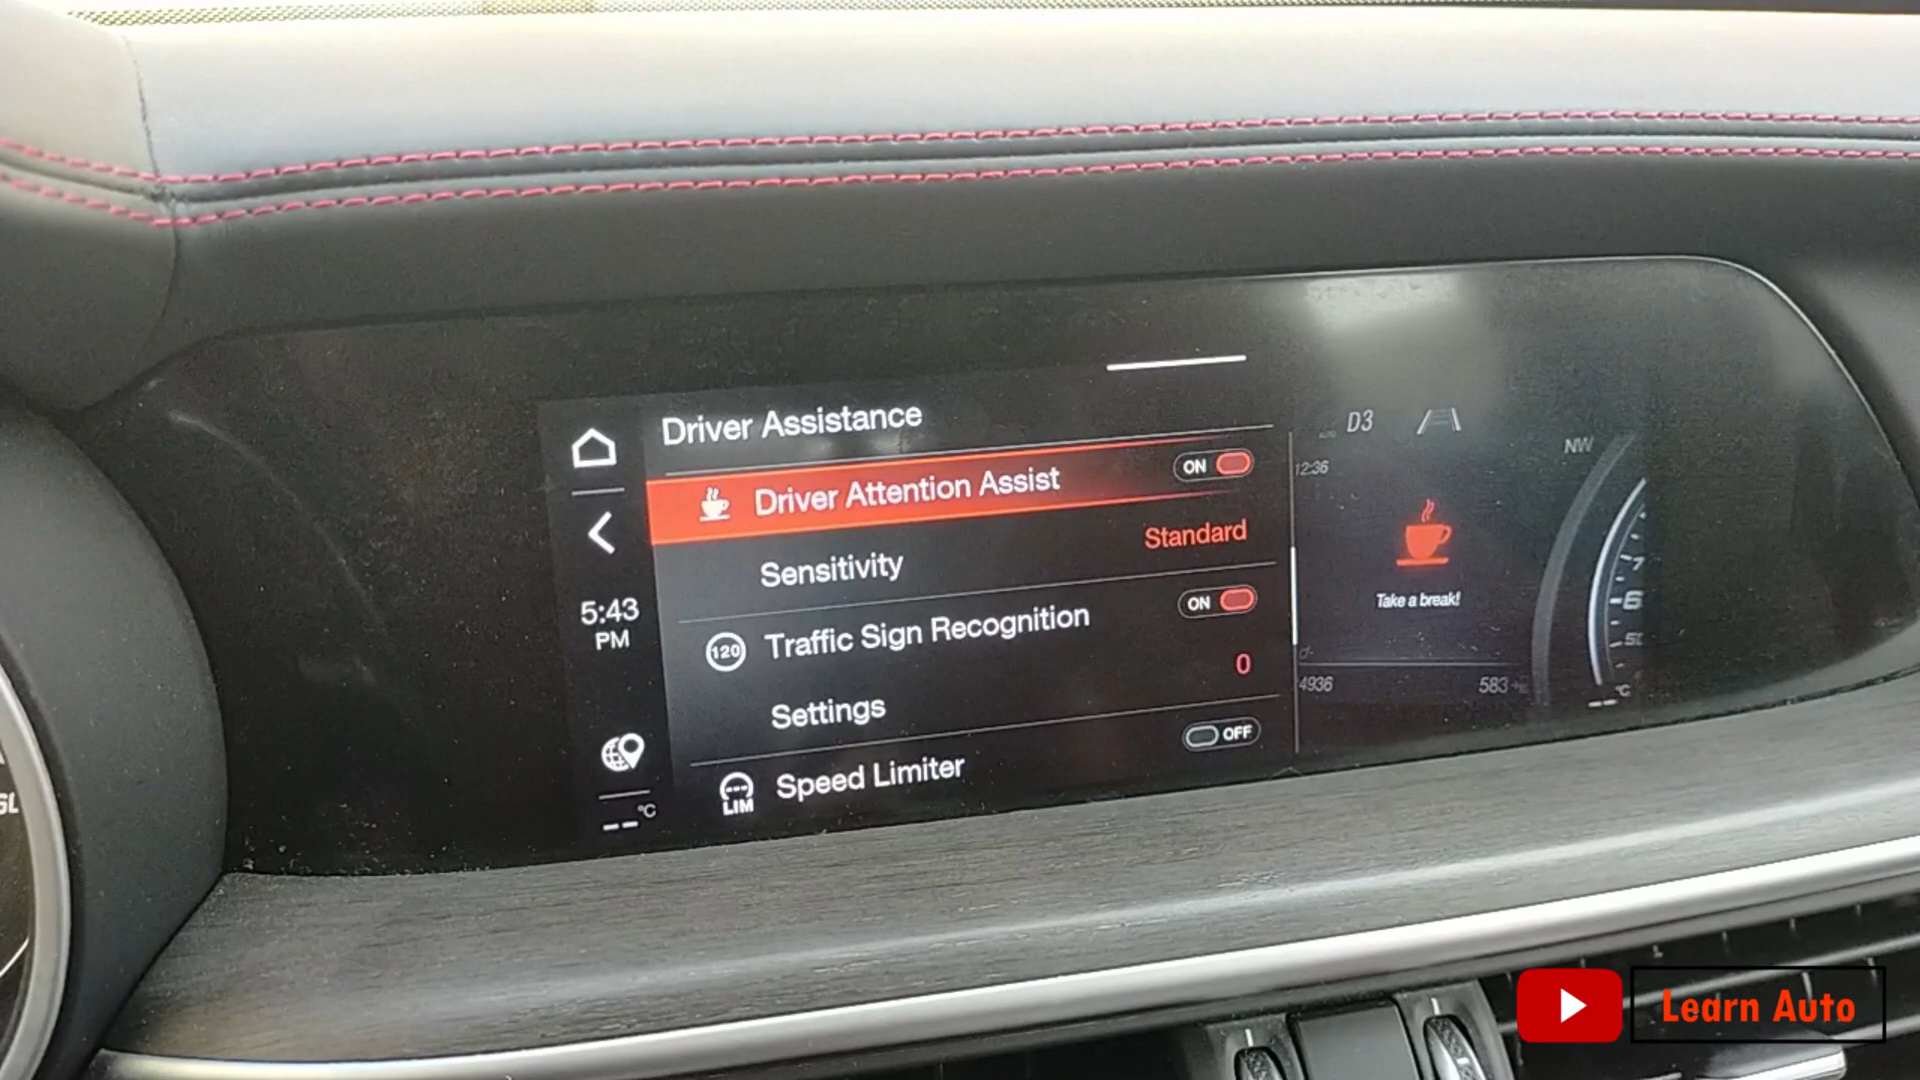 Driver Assistance
Driver Attention Assist ON
Sensitivity Standard
120 Traffic Sign Recognition ON
Settings 0
LIM Speed Limiter OFF
5:43
PM
--°C
D3
NW
12:36
Take a break!
4936 583
°C
Learn Auto